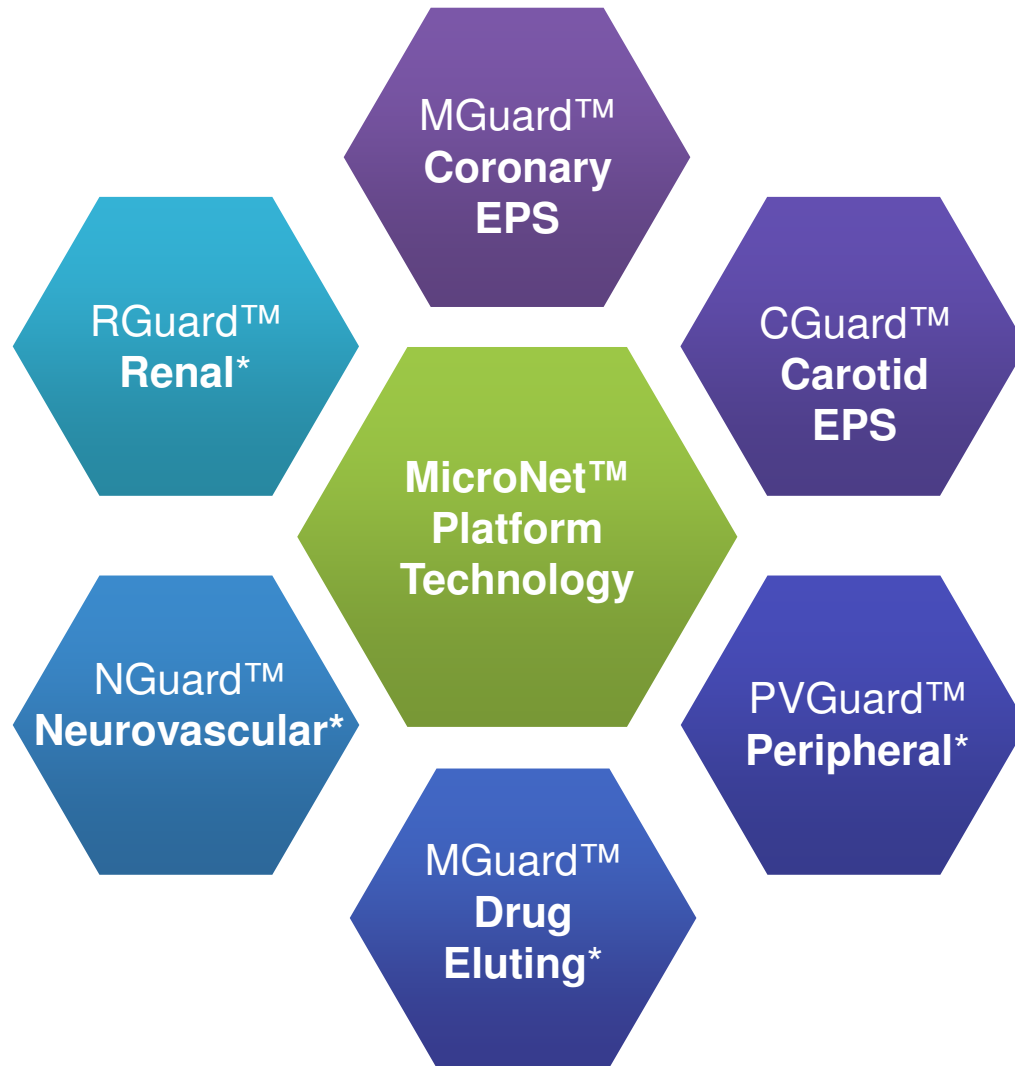 MGuard™
Coronary
EPS
RGuard™
Renal*
CGuard™
Carotid
EPS
MicroNet™
Platform
Technology
NGuard™
Neurovascular*
PVGuard™
Peripheral*
MGuard™
Drug
Eluting*